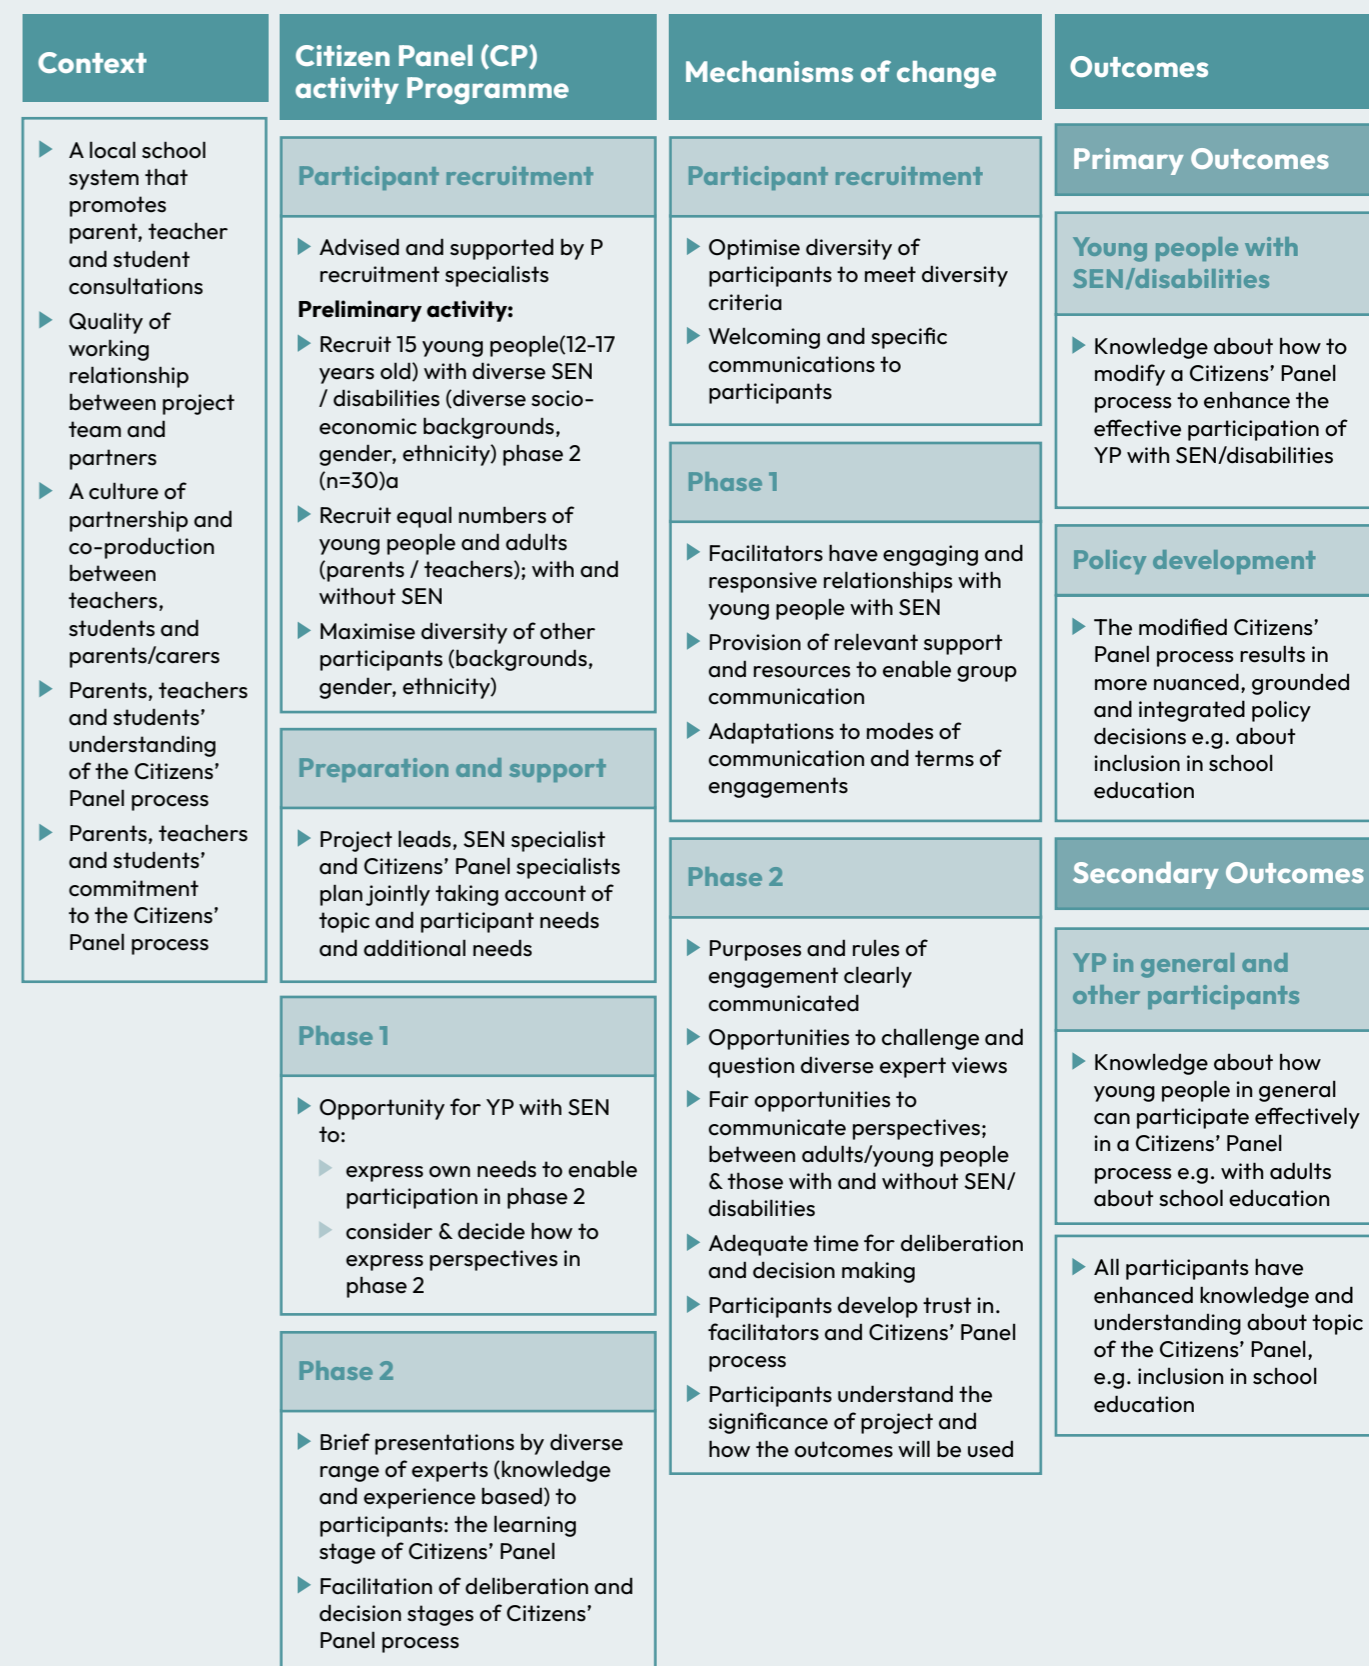 Context
A local school
system that
promotes
parent, teacher
and student
consultations
Quality of
working
relationship
between project
team and
partners
A culture of
partnership and
co-production
between
teachers,
students and
parents/carers
Parents, teachers
and students’
understanding
of the Citizens’
Panel process
Parents, teachers
and students’
commitment
to the Citizens’
Panel process
Citizen Panel (CP)
activity Programme
Participant recruitment
Advised and supported by P
recruitment specialists
Preliminary activity:
Recruit 15 young people(12-17
years old) with diverse SEN
/ disabilities (diverse socio-
economic backgrounds,
gender, ethnicity) phase 2
(n=30)a
Recruit equal numbers of
young people and adults
(parents / teachers); with and
without SEN
Maximise diversity of other
participants (backgrounds,
gender, ethnicity)
Preparation and support
Project leads, SEN specialist
and Citizens’ Panel specialists
plan jointly taking account of
topic and participant needs
and additional needs
Phase 1
Opportunity for YP with SEN
to:
express own needs to enable
participation in phase 2
consider & decide how to
express perspectives in
phase 2
Phase 2
Brief presentations by diverse
range of experts (knowledge
and experience based) to
participants: the learning
stage of Citizens’ Panel
Facilitation of deliberation and
decision stages of Citizens’
Panel process
Mechanisms of change
Participant recruitment
Optimise diversity of
participants to meet diversity
criteria
Welcoming and specific
communications to
participants
Phase 1
Facilitators have engaging and
responsive relationships with
young people with SEN
Provision of relevant support
and resources to enable group
communication
Adaptations to modes of
communication and terms of
engagements
Phase 2
Purposes and rules of
engagement clearly
communicated
Opportunities to challenge and
question diverse expert views
Fair opportunities to
communicate perspectives;
between adults/young people
& those with and without SEN/
disabilities
Adequate time for deliberation
and decision making
Participants develop trust in.
facilitators and Citizens’ Panel
process
Participants understand the
significance of project and
how the outcomes will be used
Outcomes
Primary Outcomes
Young people with
SEN/disabilities
Knowledge about how to
modify a Citizens’ Panel
process to enhance the
effective participation of
YP with SEN/disabilities
Policy development
The modified Citizens’
Panel process results in
more nuanced, grounded
and integrated policy
decisions e.g. about
inclusion in school
education
Secondary Outcomes
YP in general and
other participants
Knowledge about how
young people in general
can participate effectively
in a Citizens’ Panel
process e.g. with adults
about school education
All participants have
enhanced knowledge and
understanding about topic
of the Citizens’ Panel,
e.g. inclusion in school
education